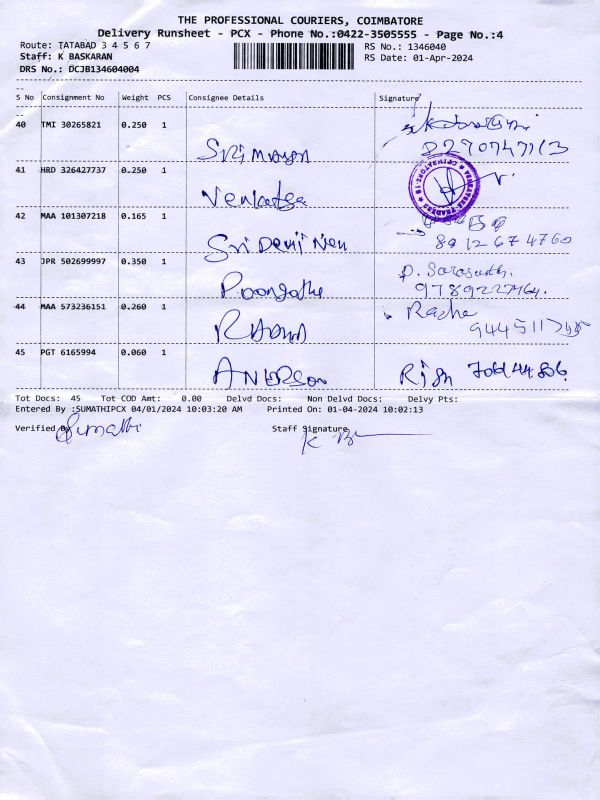 THE PROFESSIONAL COURIERS, COIMBATORE
Delivery Runsheet - PCX - Phone No.:0422-3505555 - Page No.:4
Route: TATABAD 3 4 5 6 7
RS No.: 1346040
Staff: K BASKARAN
RS Date: 01-Apr-2024
DRS No.: DCJB134604004
S No Consignment No Weight PCS Consignee Details Signature
40 TMI 30265821 0.250 1
41 HRD 326427737 0.250 1
Venkatesa
42 MAA 101307218 0.165 1
Sri Devi Nen
8912674760
43 JPR 502699997 0.350 1
44 MAA 573236151 0.260 1
Radha
45 PGT 6165994 0.060 1
ANDERSON
Tot Docs: 45 Tot COD Amt: 0.00 Delvd Docs: Non Delvd Docs: Delvy Pts:
Entered By :SUMATHIPCX 04/01/2024 10:03:20 AM Printed On: 01-04-2024 10:02:13
Verified By Sumathi Staff Signature